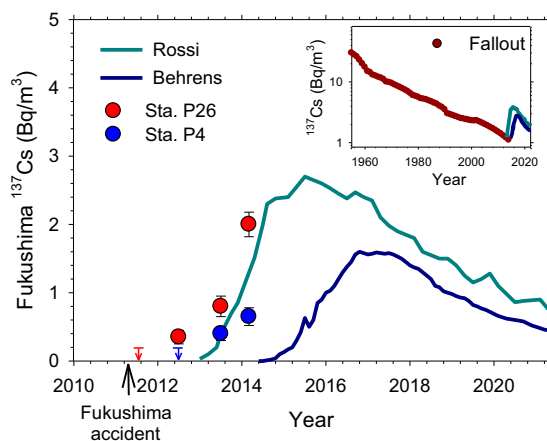 5
4
3
2
1
0
Fukushima ¹³⁷Cs (Bq/m³)
Rossi
Behrens
Sta. P26
Sta. P4
Fallout
10
1
¹³⁷Cs (Bq/m³)
1960 1980 2000 2020
Year
2010 2012 2014 2016 2018 2020
Fukushima
accident
Year